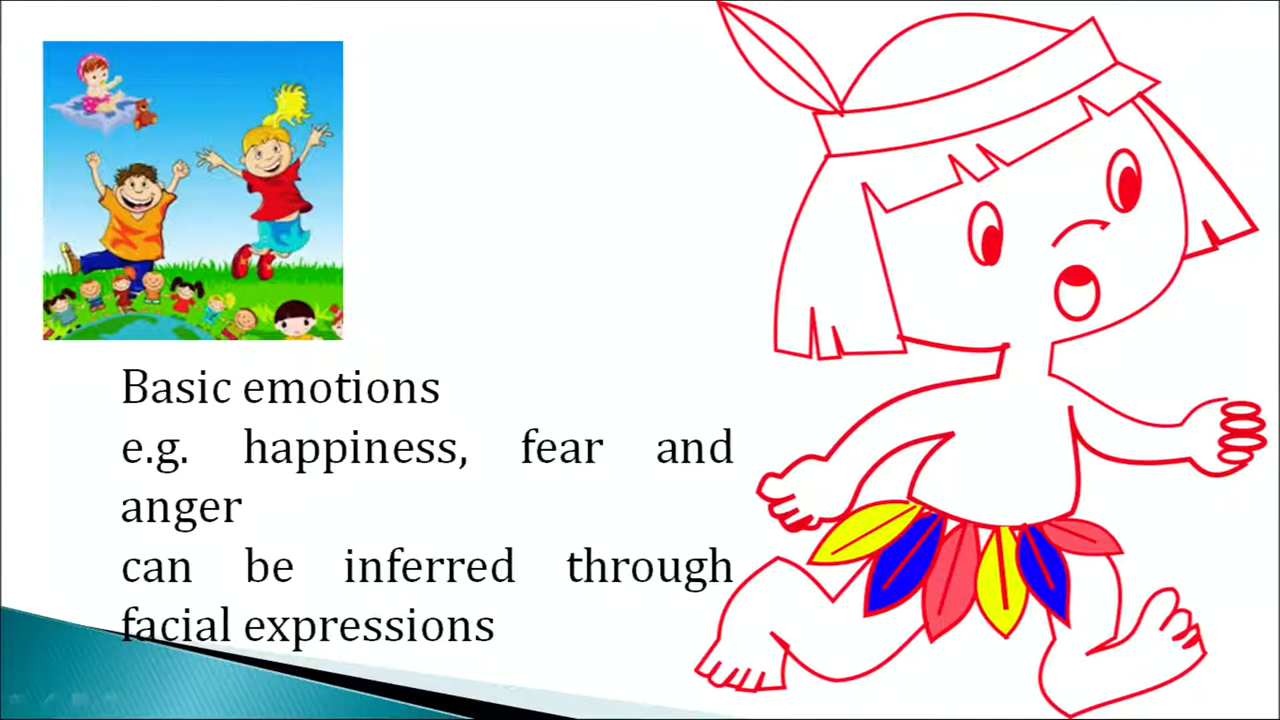 Basic emotions
e.g. happiness, fear and
anger
can be inferred through
facial expressions